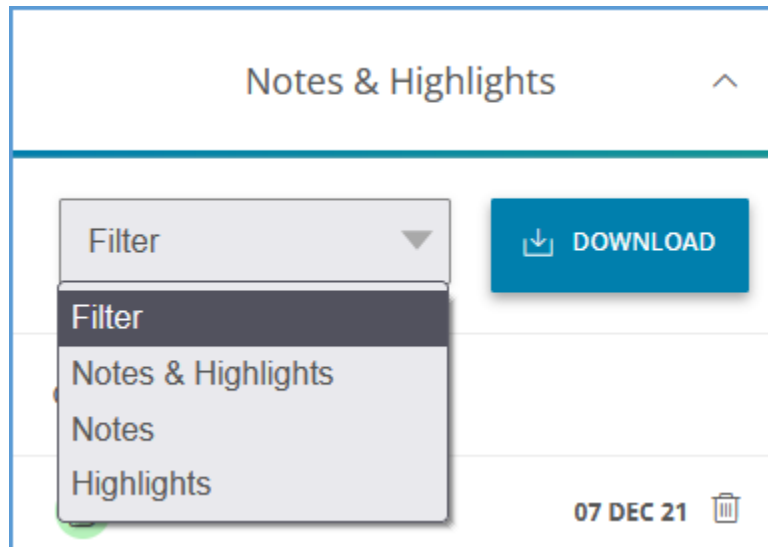 Notes & Highlights
Filter
DOWNLOAD
Filter
Notes & Highlights
Notes
Highlights
07 DEC 21